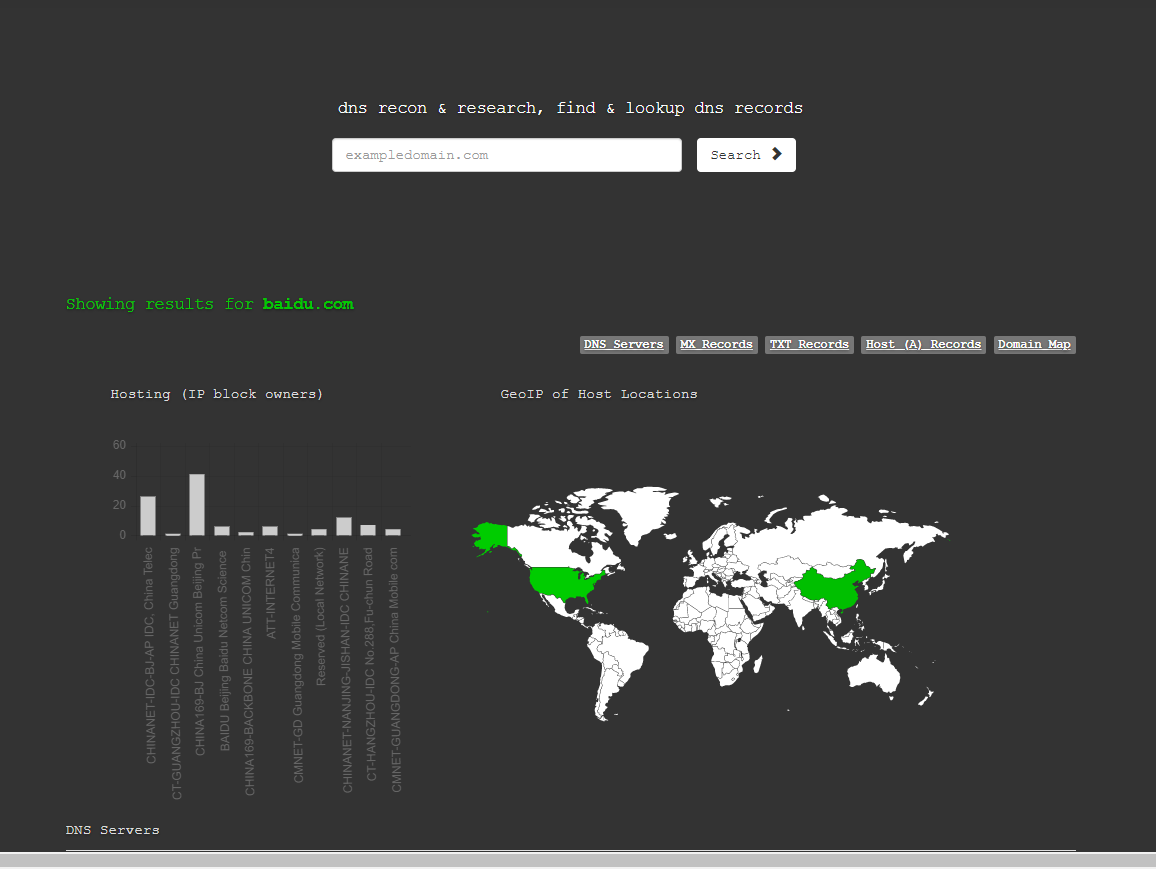 dns recon & research, find & lookup dns records
exampledomain.com
Search
Showing results for baidu.com
DNS Servers MX Records TXT Records Host (A) Records Domain Map
Hosting (IP block owners)
GeoIP of Host Locations
60
40
20
0
CHINANET-IDC-BJ-AP IDC, China Telec
CT-GUANGZHOU-IDC CHINANET Guangdong
CHINA169-BJ China Unicom Beijing Pr
BAIDU Beijing Baidu Netcom Science
CHINA169-BACKBONE CHINA UNICOM Chin
ATT-INTERNET4
CMNET-GD Guangdong Mobile Communica
Reserved (Local Network)
CHINANET-NANJING-JISHAN-IDC CHINANE
CT-HANGZHOU-IDC No.288,Fu-chun Road
CMNET-GUANGDONG-AP China Mobile com
DNS Servers